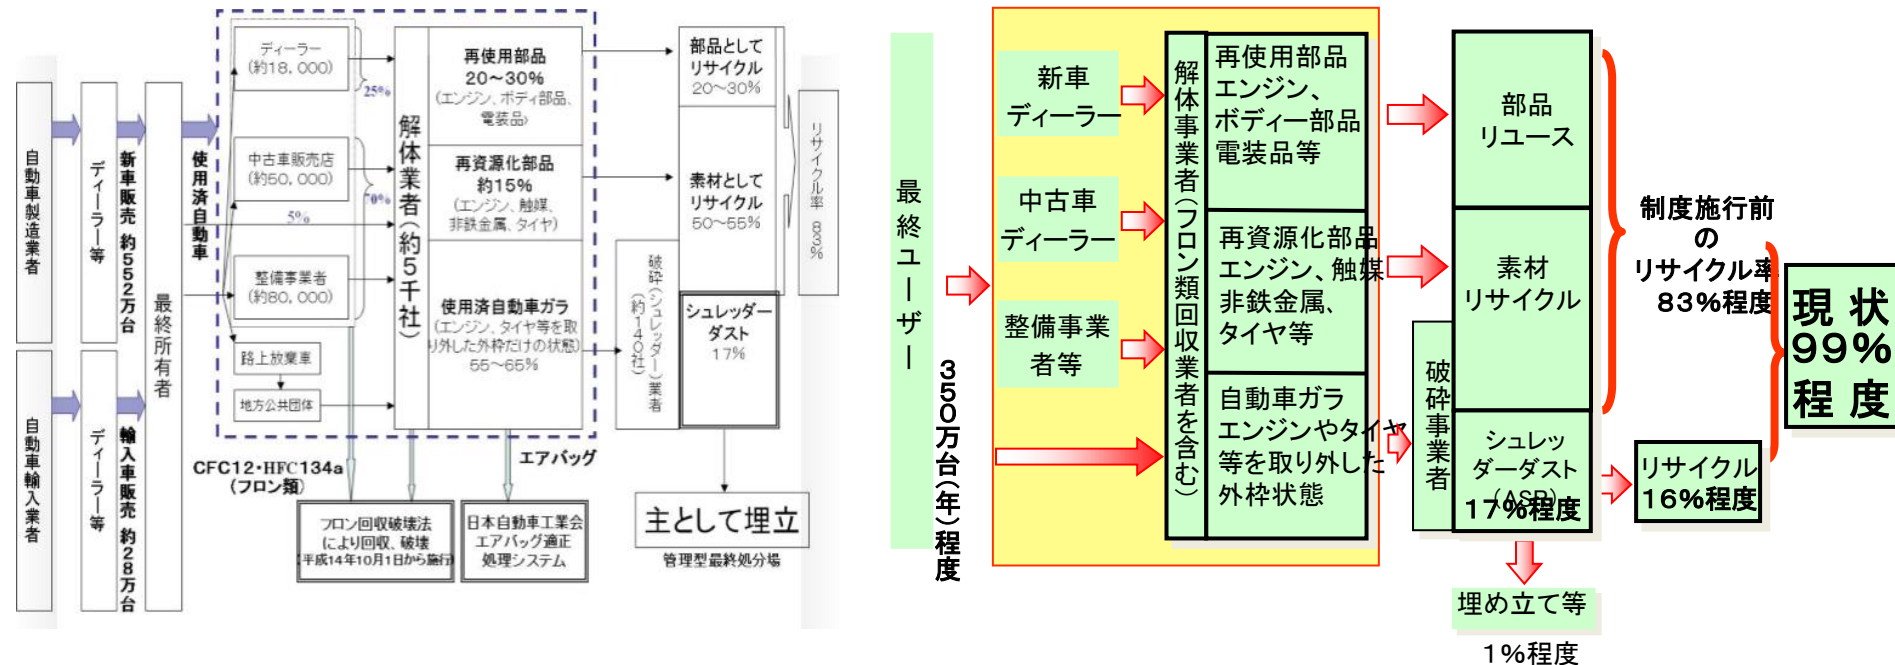 自動車製造業者
自動車輸入業者
ディーラー等
ディーラー等
新車販売 約552万台
輸入車販売 約28万台
最終所有者
使用済自動車
ディーラー
(約18,000)
25%
中古車販売店
(約50,000)
70%
5%
整備事業者
(約80,000)
路上放棄車
地方公共団体
解体業者(約5千社)
再使用部品
20~30%
(エンジン、ボディ部品、
電装品)
再資源化部品
約15%
(エンジン、触媒、
非鉄金属、タイヤ)
使用済自動車ガラ
(エンジン、タイヤ等を取
り外した外枠だけの状態)
55~65%
部品として
リサイクル
20~30%
素材として
リサイクル
50~55%
破砕(シュレッダー)業者
(約140社)
シュレッダー
ダスト
17%
リサイクル率 83%
CFC12・HFC134a
(フロン類)
エアバッグ
フロン回収破壊法
により回収、破壊
(平成14年10月1日から施行)
日本自動車工業会
エアバッグ適正
処理システム
主として埋立
管理型最終処分場
最終ユーザー
350万台(年)程度
新車
ディーラー
中古車
ディーラー
整備事業
者等
解体事業者(フロン類回収業者を含む)
再使用部品
エンジン、
ボディー部品
電装品等
再資源化部品
エンジン、触媒
非鉄金属、
タイヤ等
自動車ガラ
エンジンやタイヤ
等を取り外した
外枠状態
破砕事業者
部品
リユース
素材
リサイクル
シュレッ
ダーダスト
(ASR)
17%程度
リサイクル
16%程度
埋め立て等
1%程度
制度施行前
の
リサイクル率
83%程度
現状
99%
程度